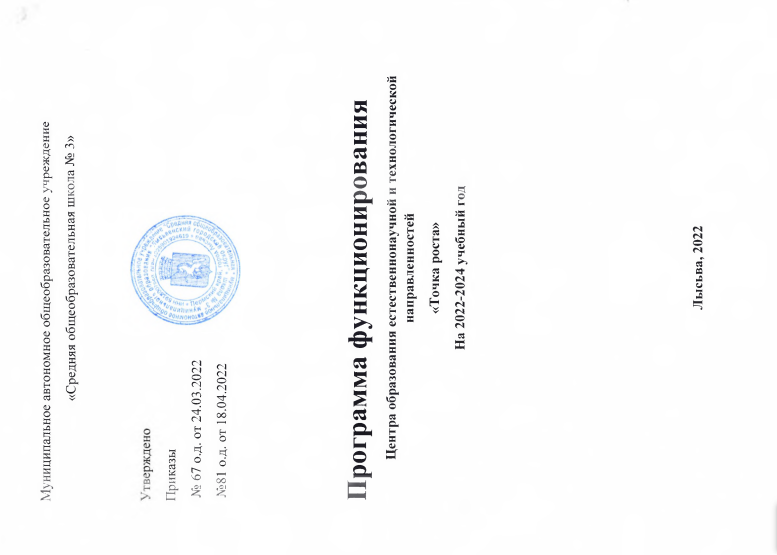 Муниципальное автономное общеобразовательное учреждение
«Средняя общеобразовательная школа № 3»
Утверждено
Приказы
№ 67 о.д. от 24.03.2022
№81 о.д. от 18.04.2022
Программа функционирования
Центра образования естественнонаучной и технологической
направленностей
«Точка роста»
На 2022-2024 учебный год
Лысьва, 2022